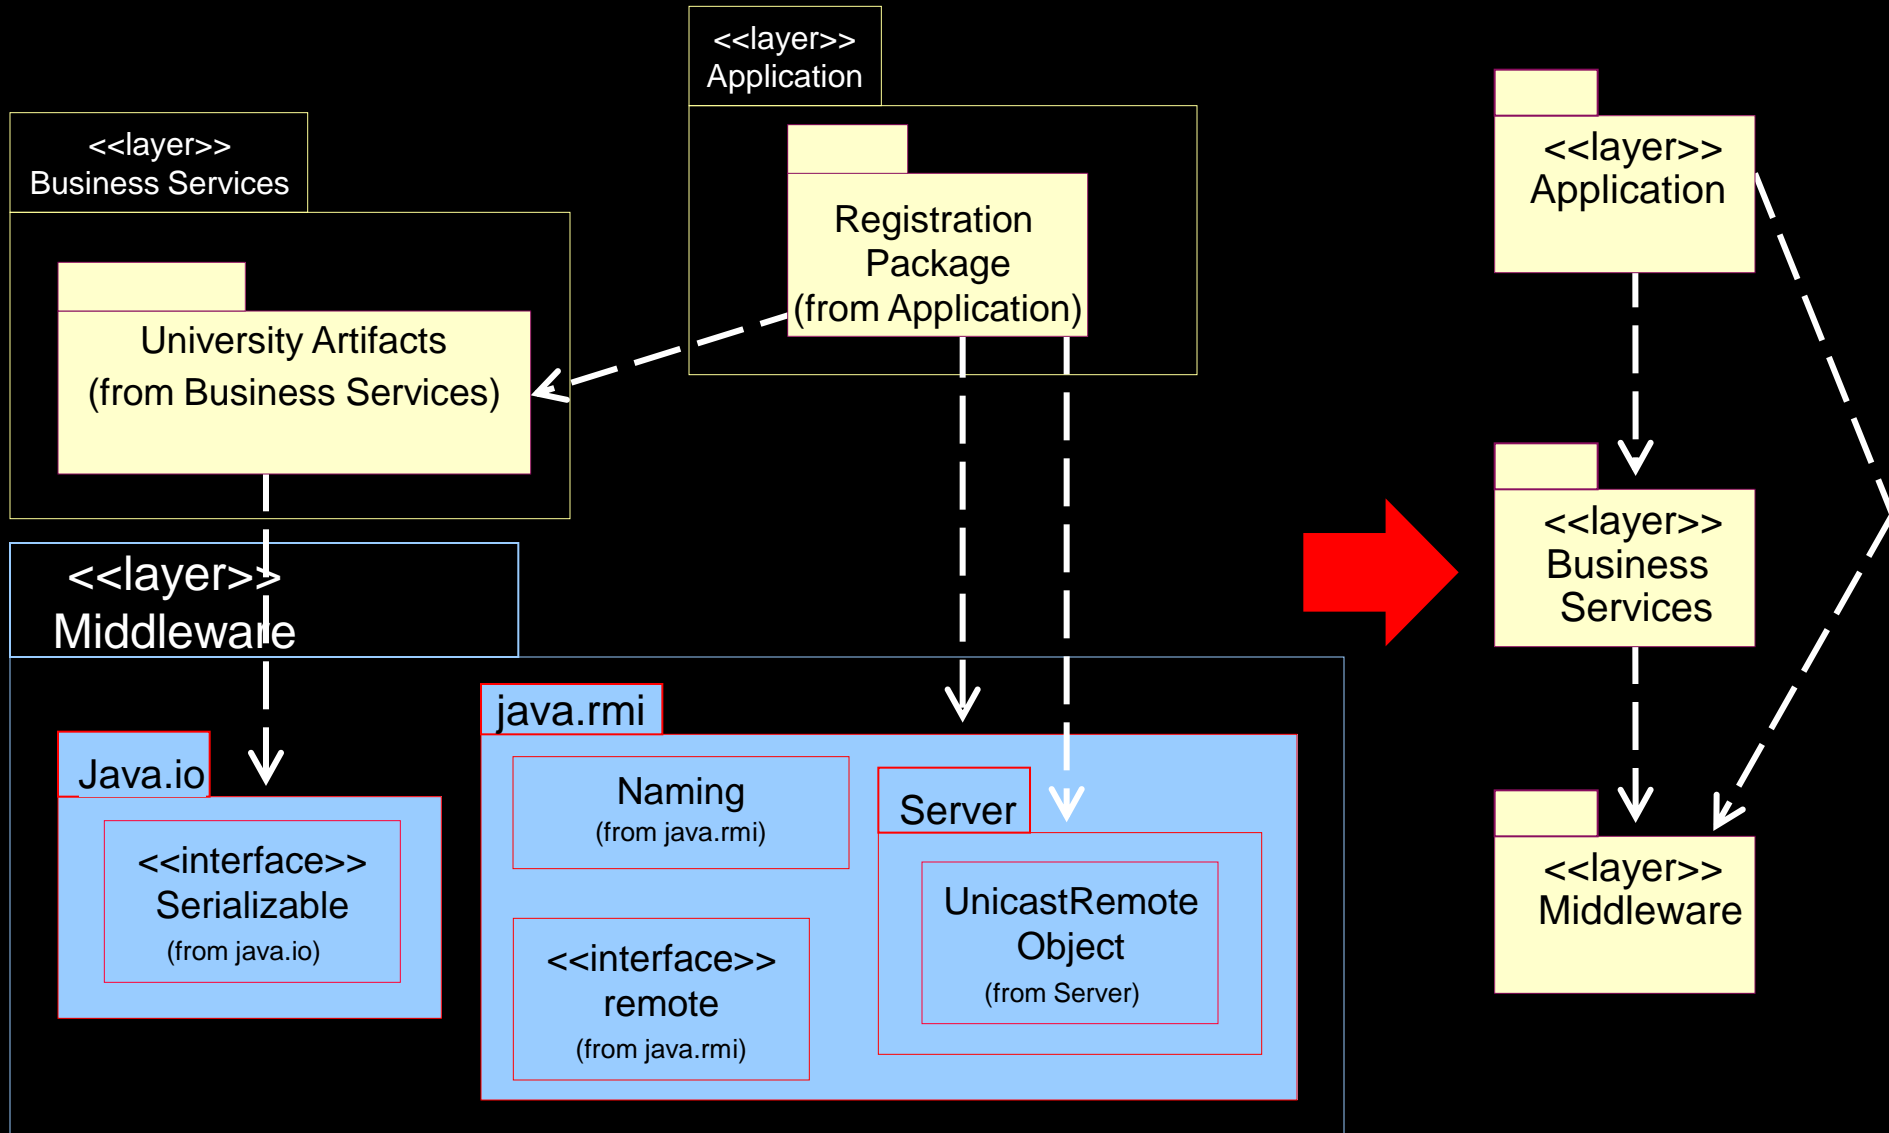 <<layer>>
Application
<<layer>>
Business Services
Registration
Package
(from Application)
University Artifacts
(from Business Services)
<<layer>>
Middleware
Java.io
<<interface>>
Serializable
(from java.io)
java.rmi
Naming
(from java.rmi)
<<interface>>
remote
(from java.rmi)
Server
UnicastRemote
Object
(from Server)
<<layer>>
Application
<<layer>>
Business
Services
<<layer>>
Middleware